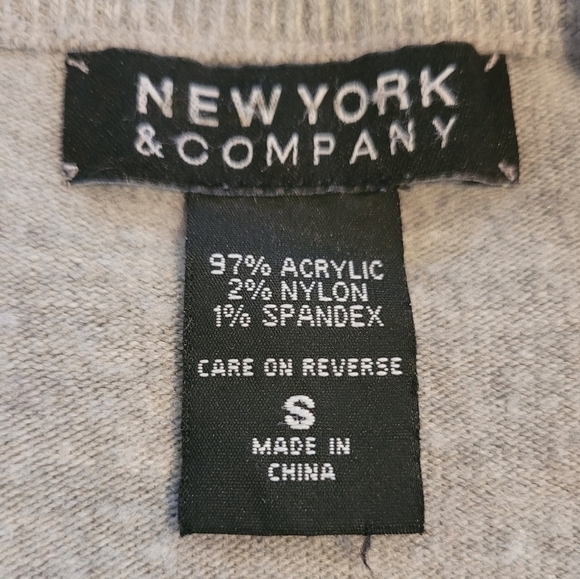 NEW YORK
& COMPANY
97% ACRYLIC
2% NYLON
1% SPANDEX
CARE ON REVERSE
S
MADE IN
CHINA